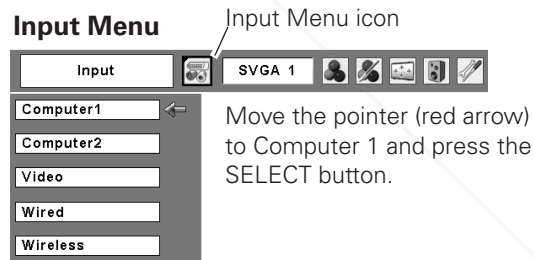 Input Menu
Input Menu icon
Input
SVGA 1
Computer1
Computer2
Video
Wired
Wireless
Move the pointer (red arrow)
to Computer 1 and press the
SELECT button.